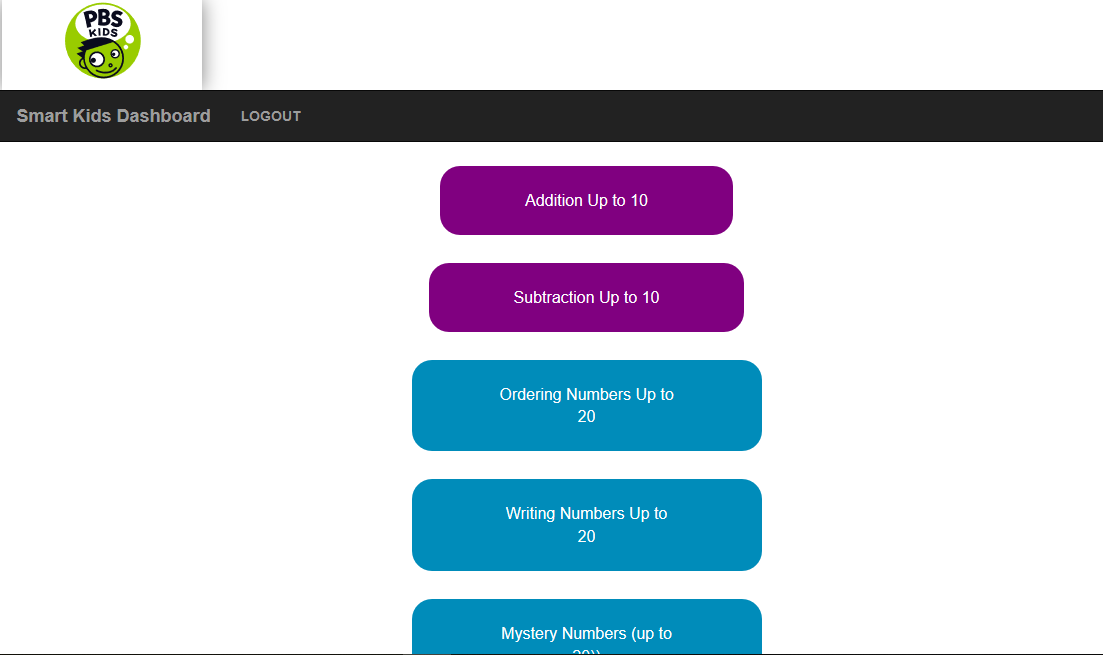 PBS
KIDS
Smart Kids Dashboard
LOGOUT
Addition Up to 10
Subtraction Up to 10
Ordering Numbers Up to
20
Writing Numbers Up to
20
Mystery Numbers (up to
20))